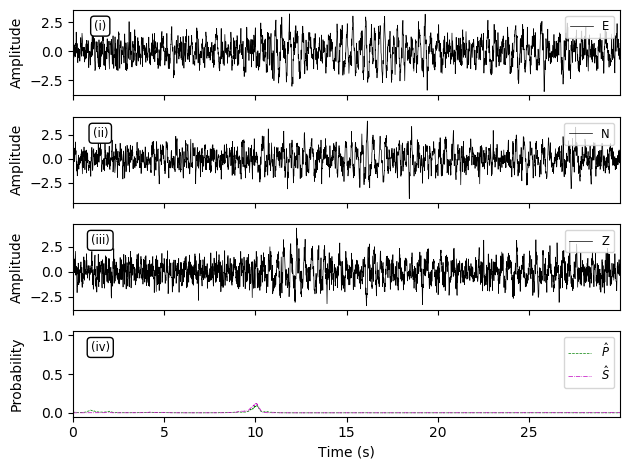 (i)
E
Amplitude
2.5
0.0
−2.5
(ii)
N
Amplitude
2.5
0.0
−2.5
(iii)
Z
Amplitude
2.5
0.0
−2.5
(iv)
P̂
Ŝ
Probability
1.0
0.5
0.0
0 5 10 15 20 25
Time (s)